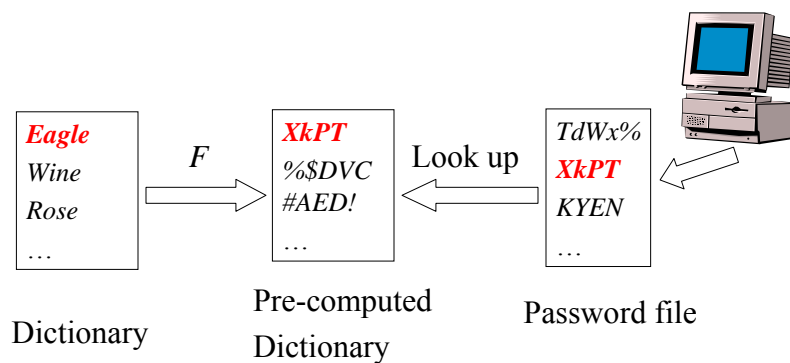 Eagle
Wine
Rose
…
Dictionary
F
XkPT
%$DVC
#AED!
…
Pre-computed
Dictionary
Look up
TdWx%
XkPT
KYEN
…
Password file